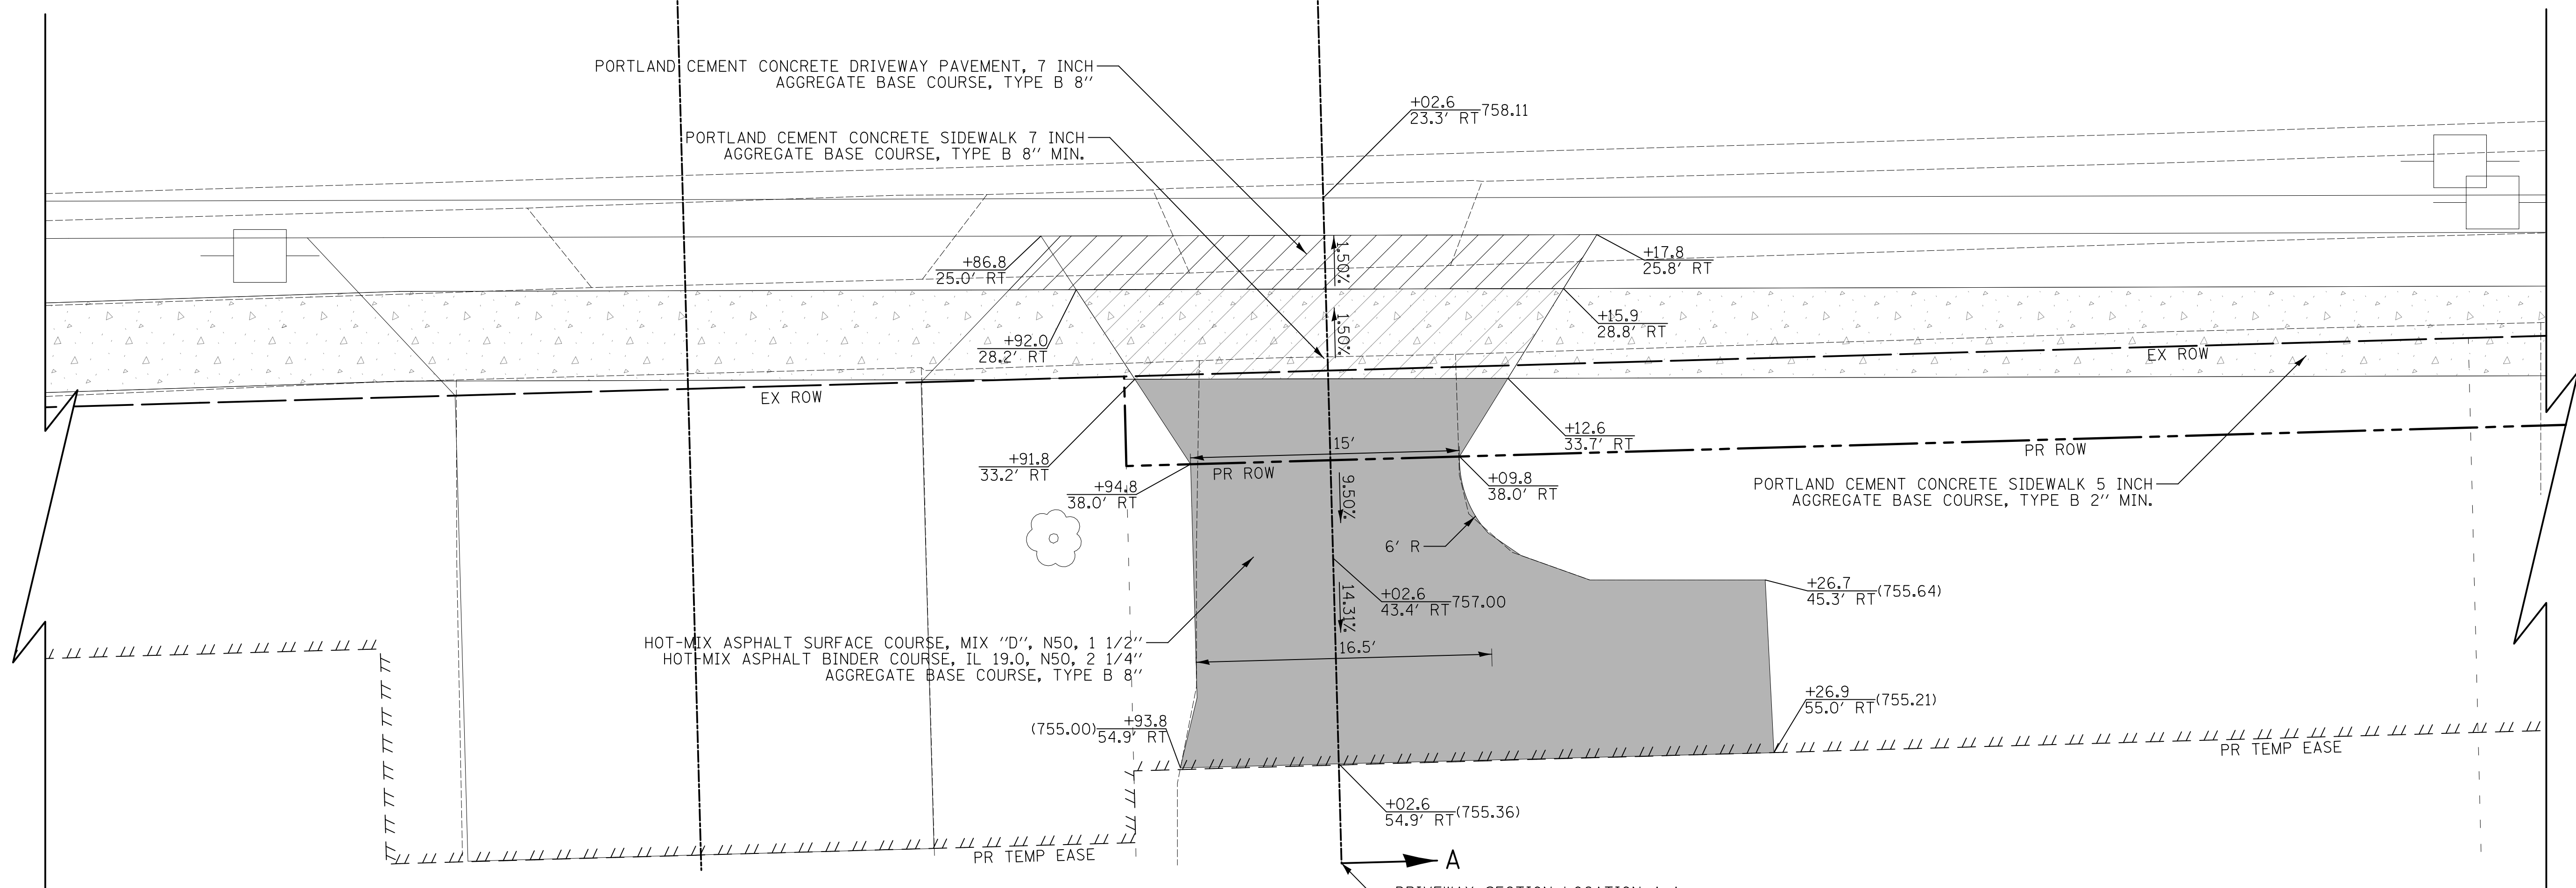 PORTLAND CEMENT CONCRETE DRIVEWAY PAVEMENT, 7 INCH
AGGREGATE BASE COURSE, TYPE B 8"
+02.6
23.3' RT
758.11
PORTLAND CEMENT CONCRETE SIDEWALK 7 INCH
AGGREGATE BASE COURSE, TYPE B 8" MIN.
+86.8
25.0' RT
1.50%
+17.8
25.8' RT
+92.0
28.2' RT
1.50%
+15.9
28.8' RT
EX ROW
EX ROW
+91.8
33.2' RT
15'
+12.6
33.7' RT
PR ROW
PR ROW
+94.8
38.0' RT
9.50%
+09.8
38.0' RT
PORTLAND CEMENT CONCRETE SIDEWALK 5 INCH
AGGREGATE BASE COURSE, TYPE B 2" MIN.
6' R
14.31%
+02.6
43.4' RT
757.00
+26.7
45.3' RT
(755.64)
HOT-MIX ASPHALT SURFACE COURSE, MIX "D", N50, 1 1/2"
HOT-MIX ASPHALT BINDER COURSE, IL 19.0, N50, 2 1/4"
AGGREGATE BASE COURSE, TYPE B 8"
16.5'
(755.00)
+93.8
54.9' RT
+26.9
55.0' RT
(755.21)
PR TEMP EASE
+02.6
54.9' RT
(755.36)
PR TEMP EASE
A